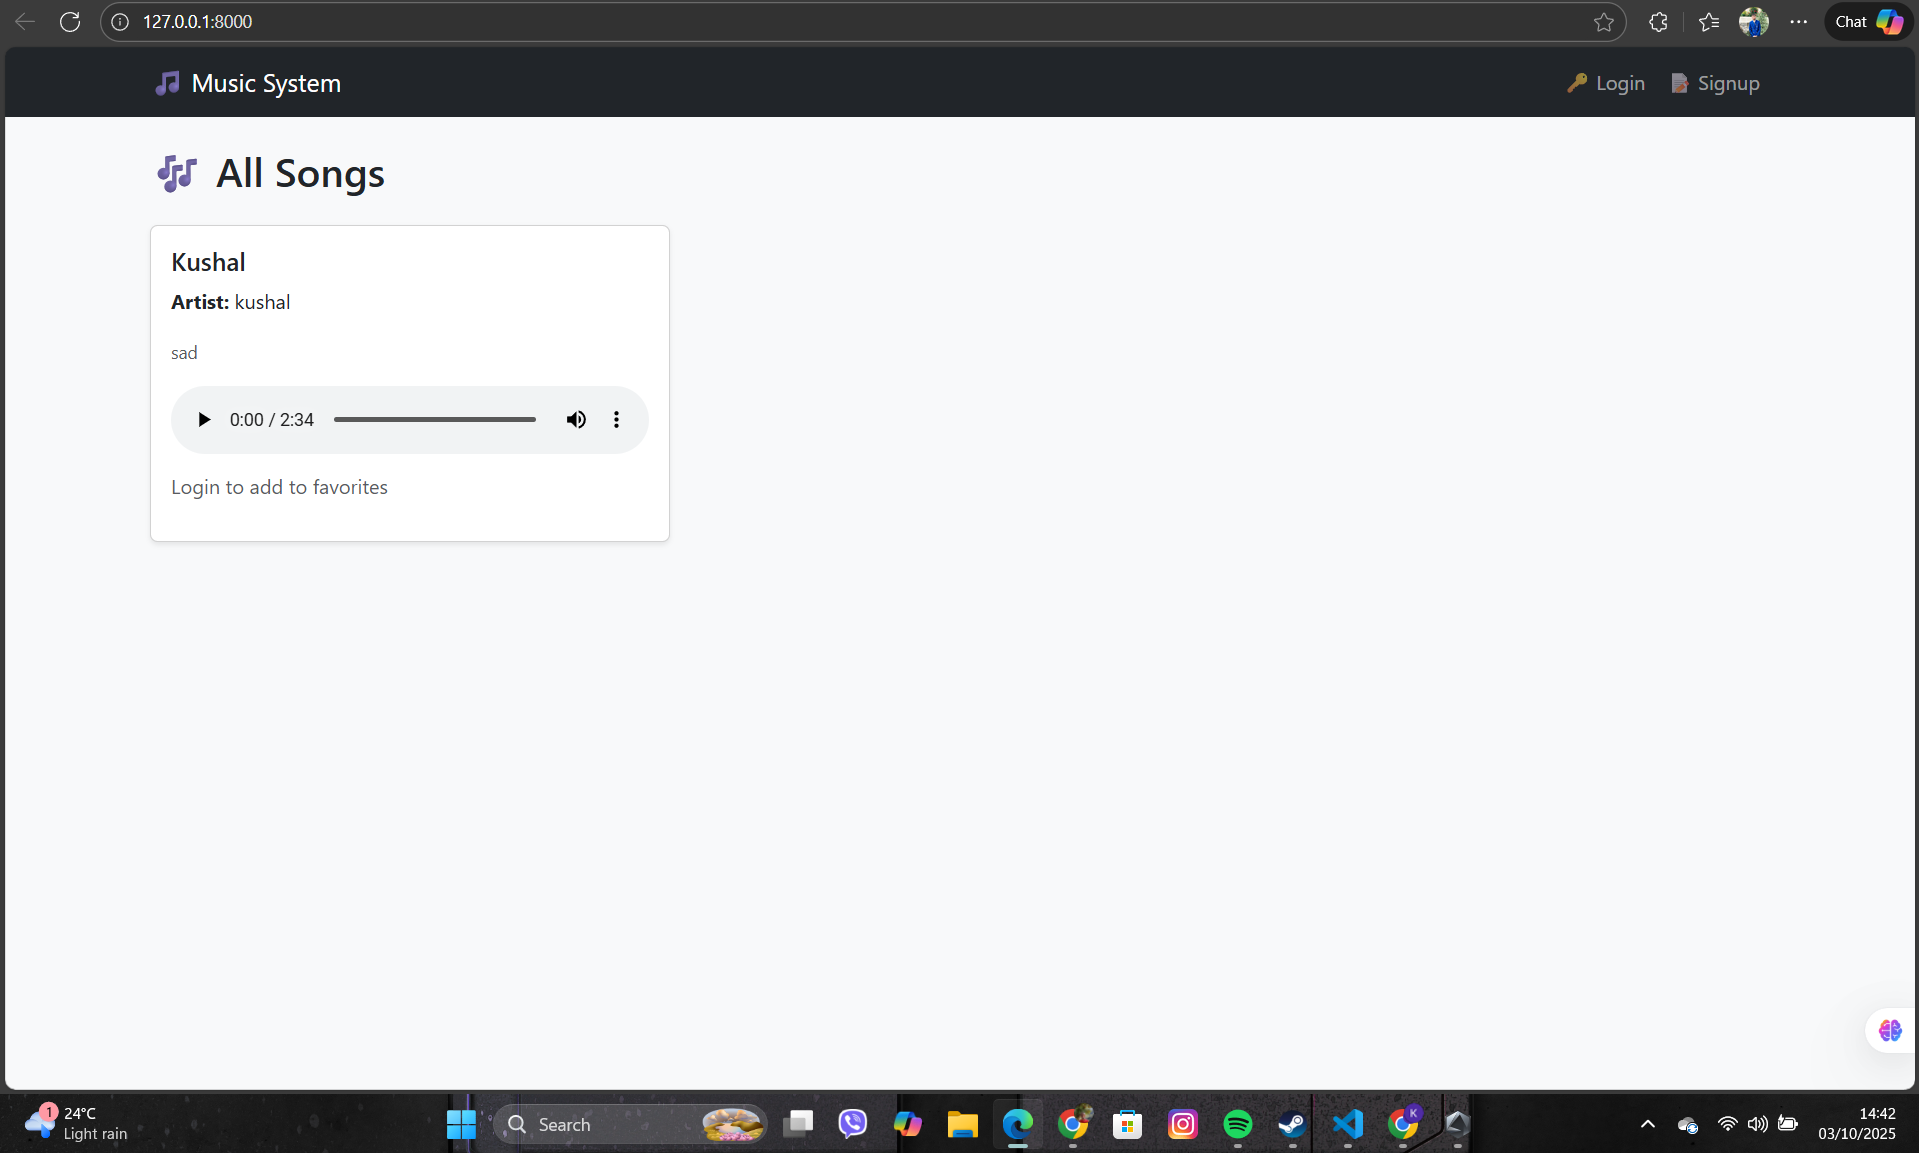 127.0.0.1:8000
Chat
Music System
Login
Signup
All Songs
Kushal
Artist: kushal
sad
0:00 / 2:34
Login to add to favorites
1
24°C
Light rain
Search
K
14:42
03/10/2025